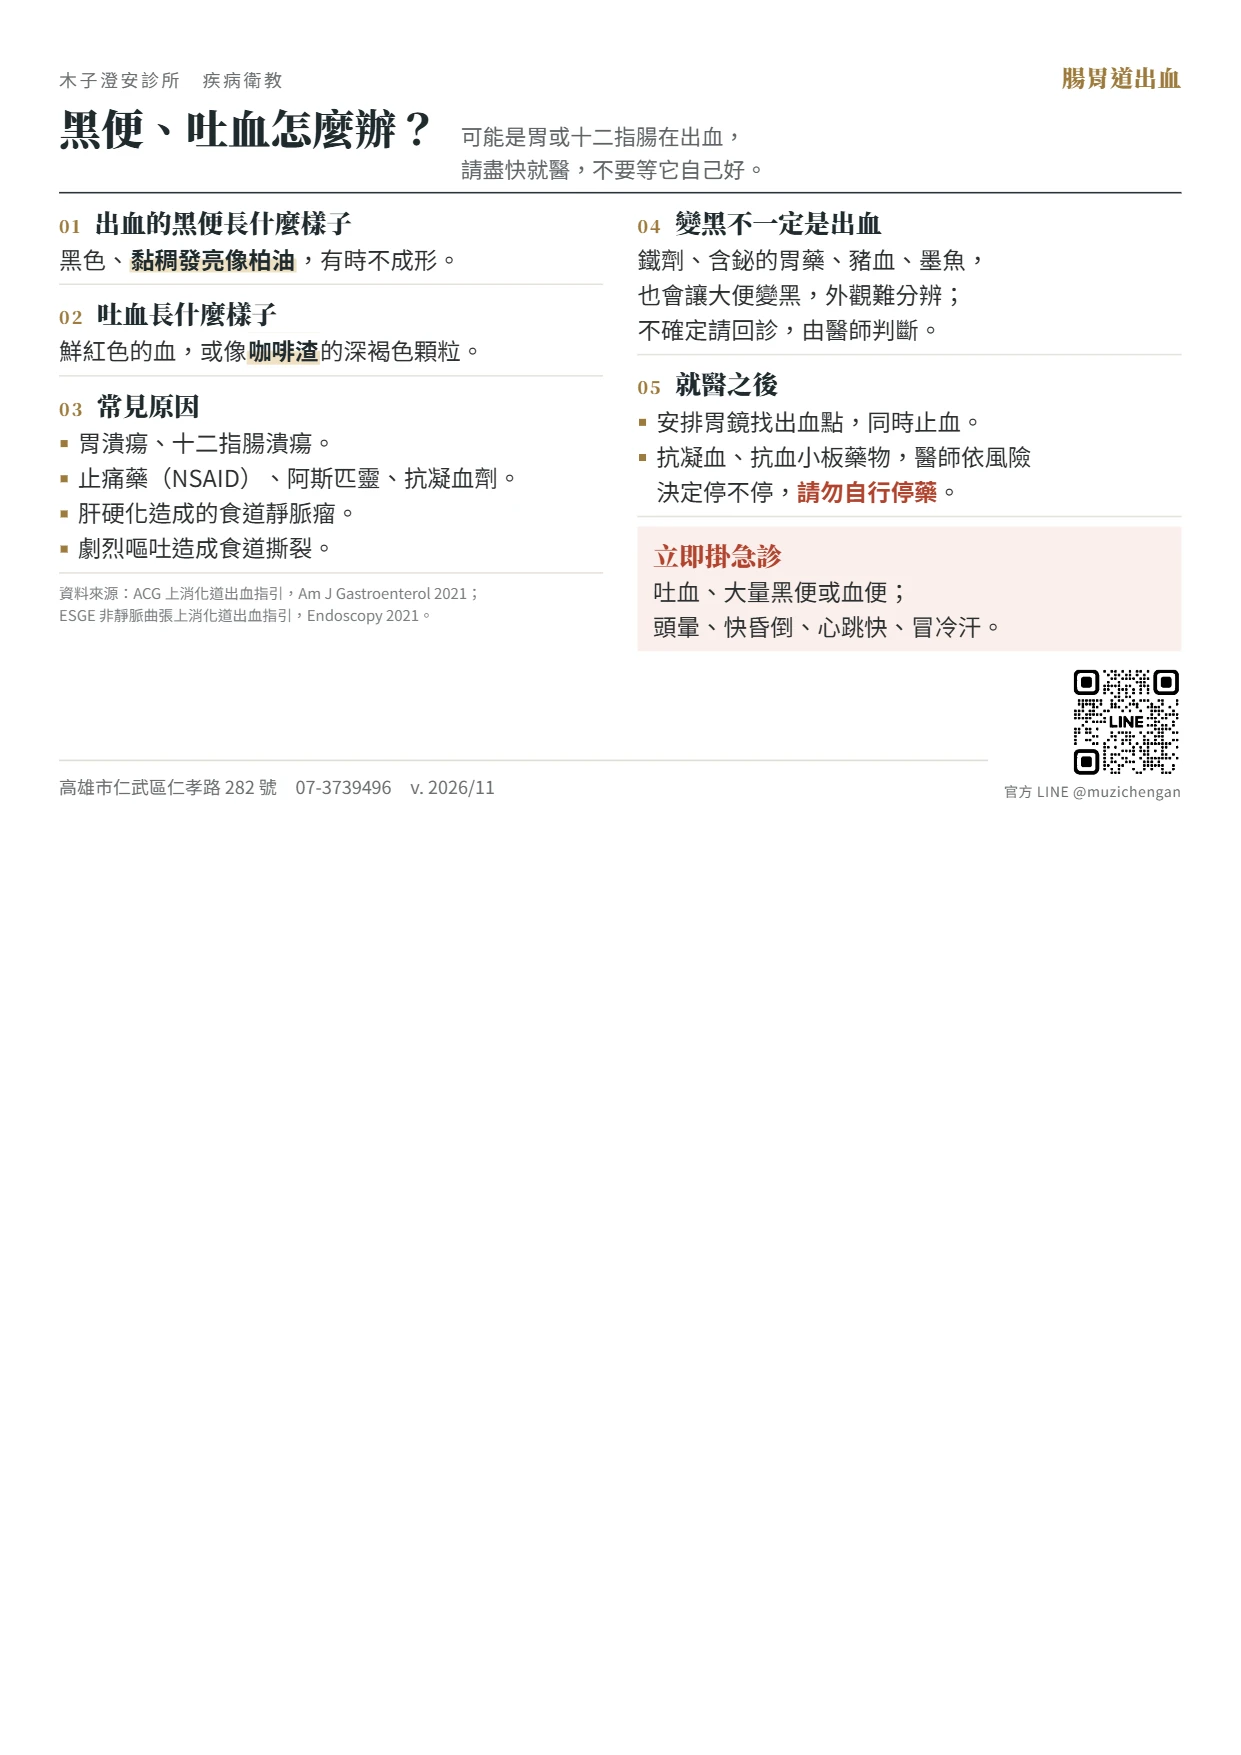 木子澄安診所　疾病衛教
腸胃道出血
黑便、吐血怎麼辦？
可能是胃或十二指腸在出血，
請盡快就醫，不要等它自己好。
01 出血的黑便長什麼樣子
黑色、黏稠發亮像柏油，有時不成形。
02 吐血長什麼樣子
鮮紅色的血，或像咖啡渣的深褐色顆粒。
03 常見原因
▪ 胃潰瘍、十二指腸潰瘍。
▪ 止痛藥（NSAID）、阿斯匹靈、抗凝血劑。
▪ 肝硬化造成的食道靜脈瘤。
▪ 劇烈嘔吐造成食道撕裂。
資料來源：ACG 上消化道出血指引，Am J Gastroenterol 2021；
ESGE 非靜脈曲張上消化道出血指引，Endoscopy 2021。
04 變黑不一定是出血
鐵劑、含鉍的胃藥、豬血、墨魚，
也會讓大便變黑，外觀難分辨；
不確定請回診，由醫師判斷。
05 就醫之後
▪ 安排胃鏡找出血點，同時止血。
▪ 抗凝血、抗血小板藥物，醫師依風險
決定停不停，請勿自行停藥。
立即掛急診
吐血、大量黑便或血便；
頭暈、快昏倒、心跳快、冒冷汗。
LINE
高雄市仁武區仁孝路 282 號　07-3739496　v. 2026/11
官方 LINE @muzichengan